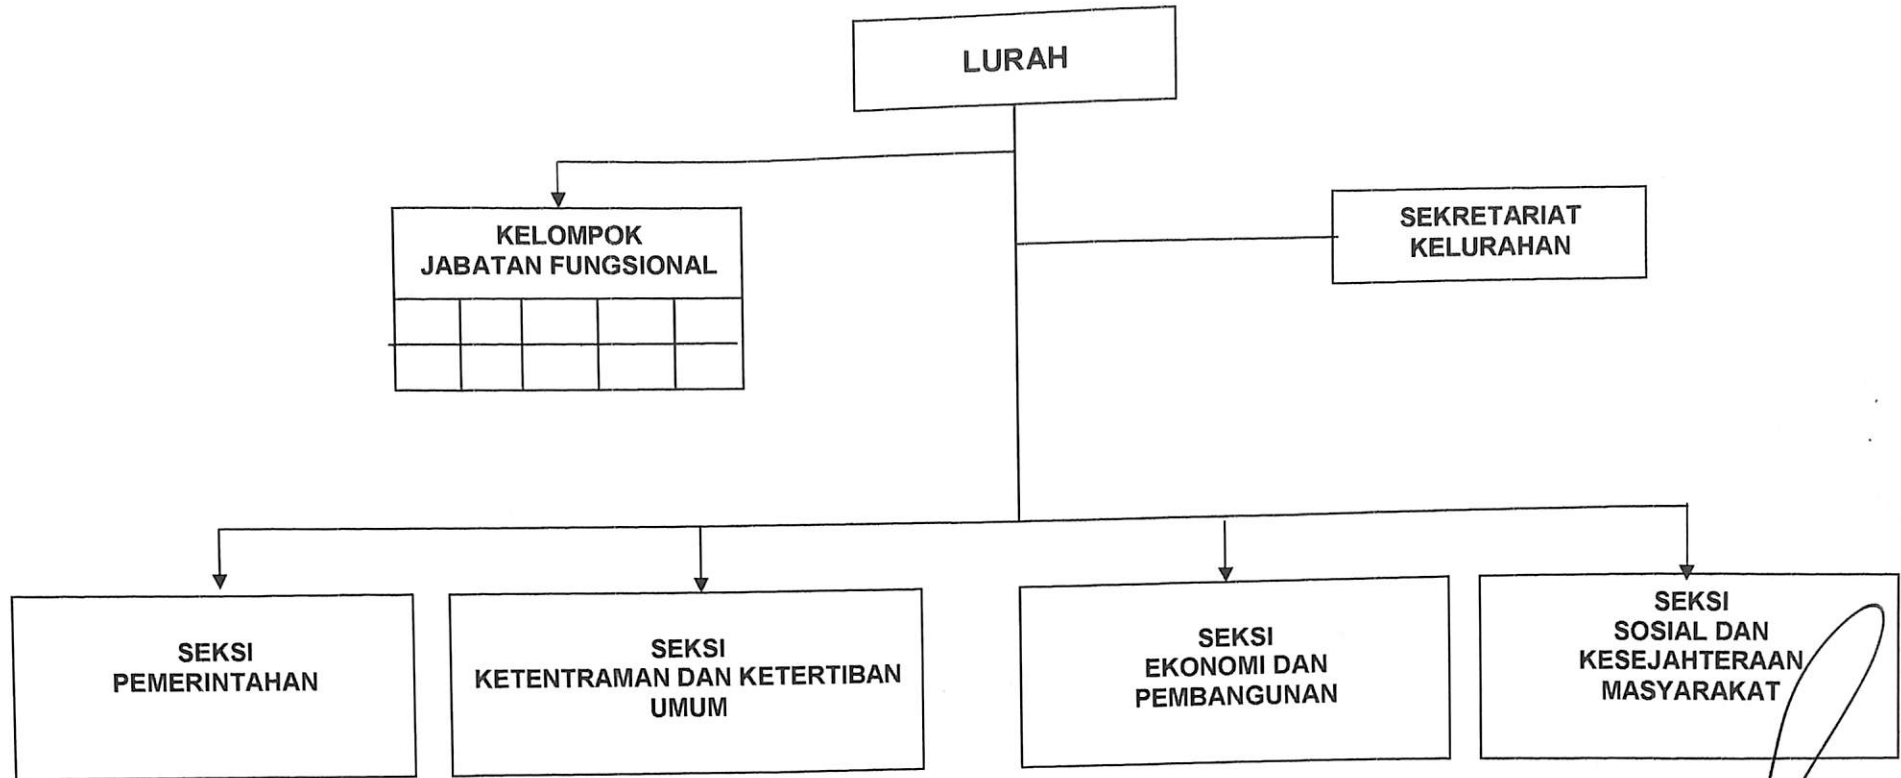 LURAH
KELOMPOK
JABATAN FUNGSIONAL
SEKRETARIAT
KELURAHAN
SEKSI
PEMERINTAHAN
SEKSI
KETENTRAMAN DAN KETERTIBAN
UMUM
SEKSI
EKONOMI DAN
PEMBANGUNAN
SEKSI
SOSIAL DAN
KESEJAHTERAAN
MASYARAKAT